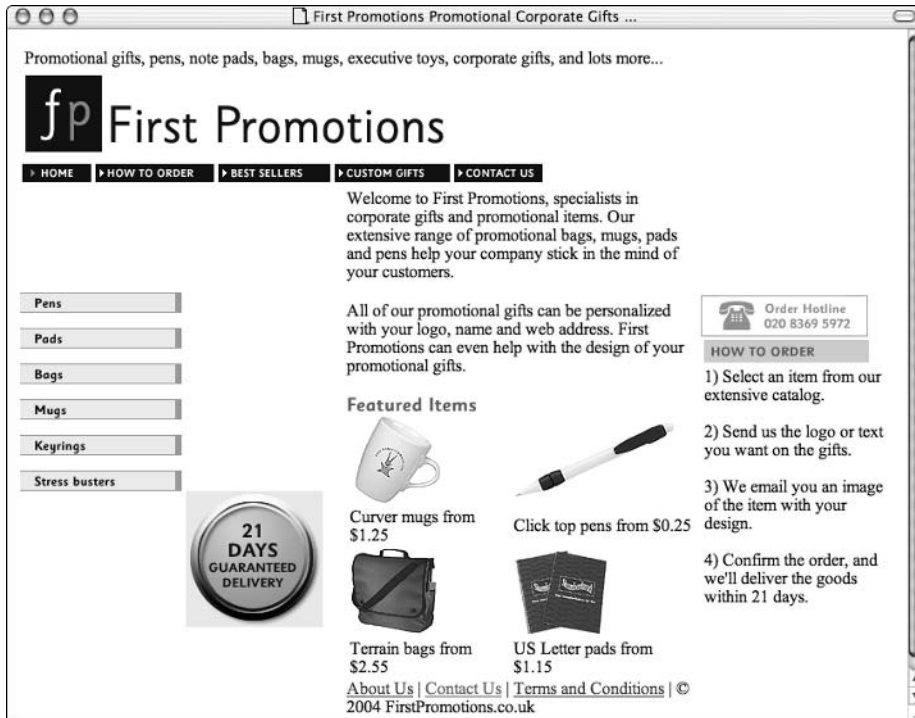 First Promotions Promotional Corporate Gifts ...
Promotional gifts, pens, note pads, bags, mugs, executive toys, corporate gifts, and lots more...
fp First Promotions
HOME HOW TO ORDER BEST SELLERS CUSTOM GIFTS CONTACT US
Welcome to First Promotions, specialists in
corporate gifts and promotional items. Our
extensive range of promotional bags, mugs, pads
and pens help your company stick in the mind of
your customers.
Pens
Pads
Bags
Mugs
Keyrings
Stress busters
21
DAYS
GUARANTEED
DELIVERY
All of our promotional gifts can be personalized
with your logo, name and web address. First
Promotions can even help with the design of your
promotional gifts.
Featured Items
Curver mugs from
$1.25
Click top pens from $0.25
Terrain bags from
$2.55
US Letter pads from
$1.15
About Us | Contact Us | Terms and Conditions | ©
2004 FirstPromotions.co.uk
Order Hotline
020 8369 5972
HOW TO ORDER
1) Select an item from our
extensive catalog.
2) Send us the logo or text
you want on the gifts.
3) We email you an image
of the item with your
design.
4) Confirm the order, and
we'll deliver the goods
within 21 days.